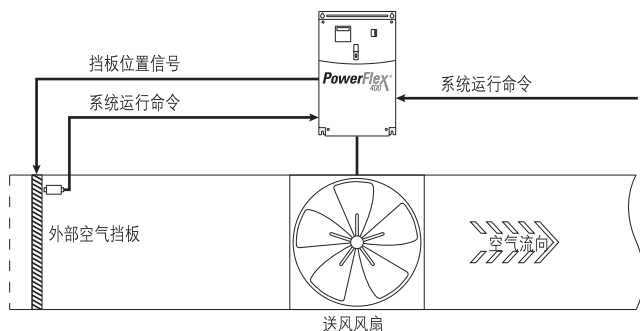 挡板位置信号
系统运行命令
PowerFlex
400
系统运行命令
外部空气挡板
空气流向
送风风扇